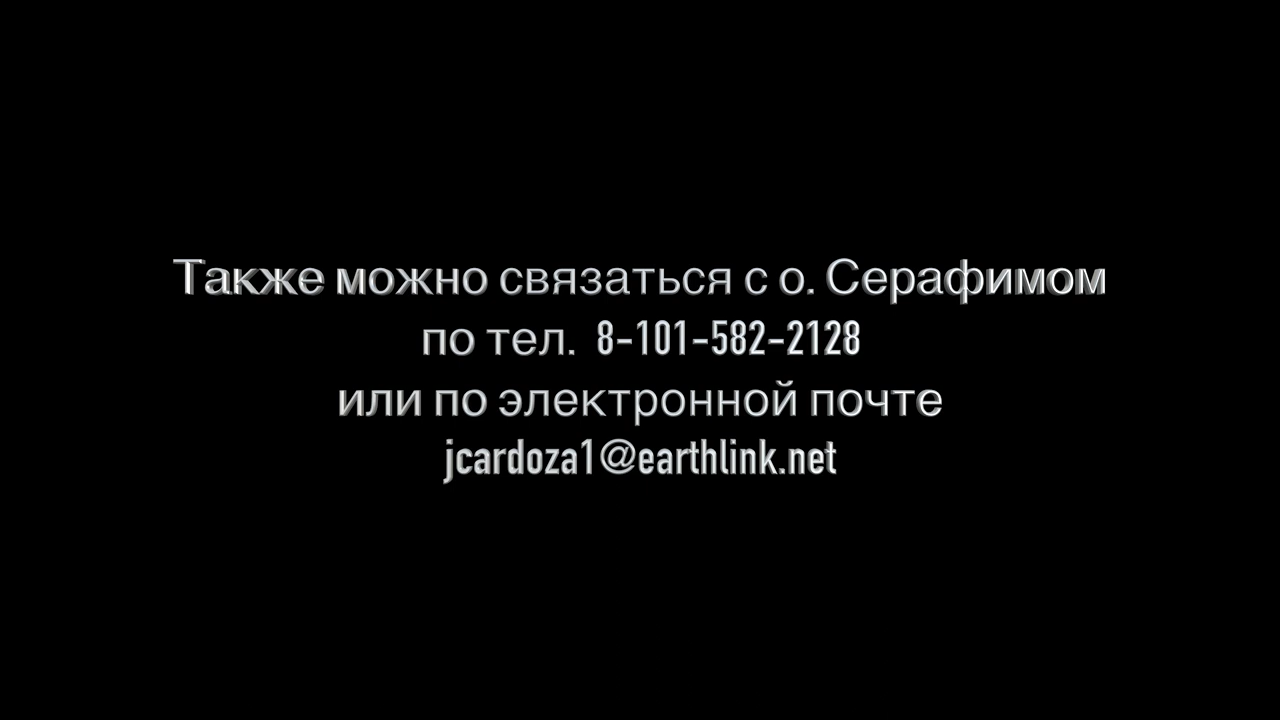 Также можно связаться с о. Серафимом
по тел. 8-101-582-2128
или по электронной почте
jcardoza1@earthlink.net